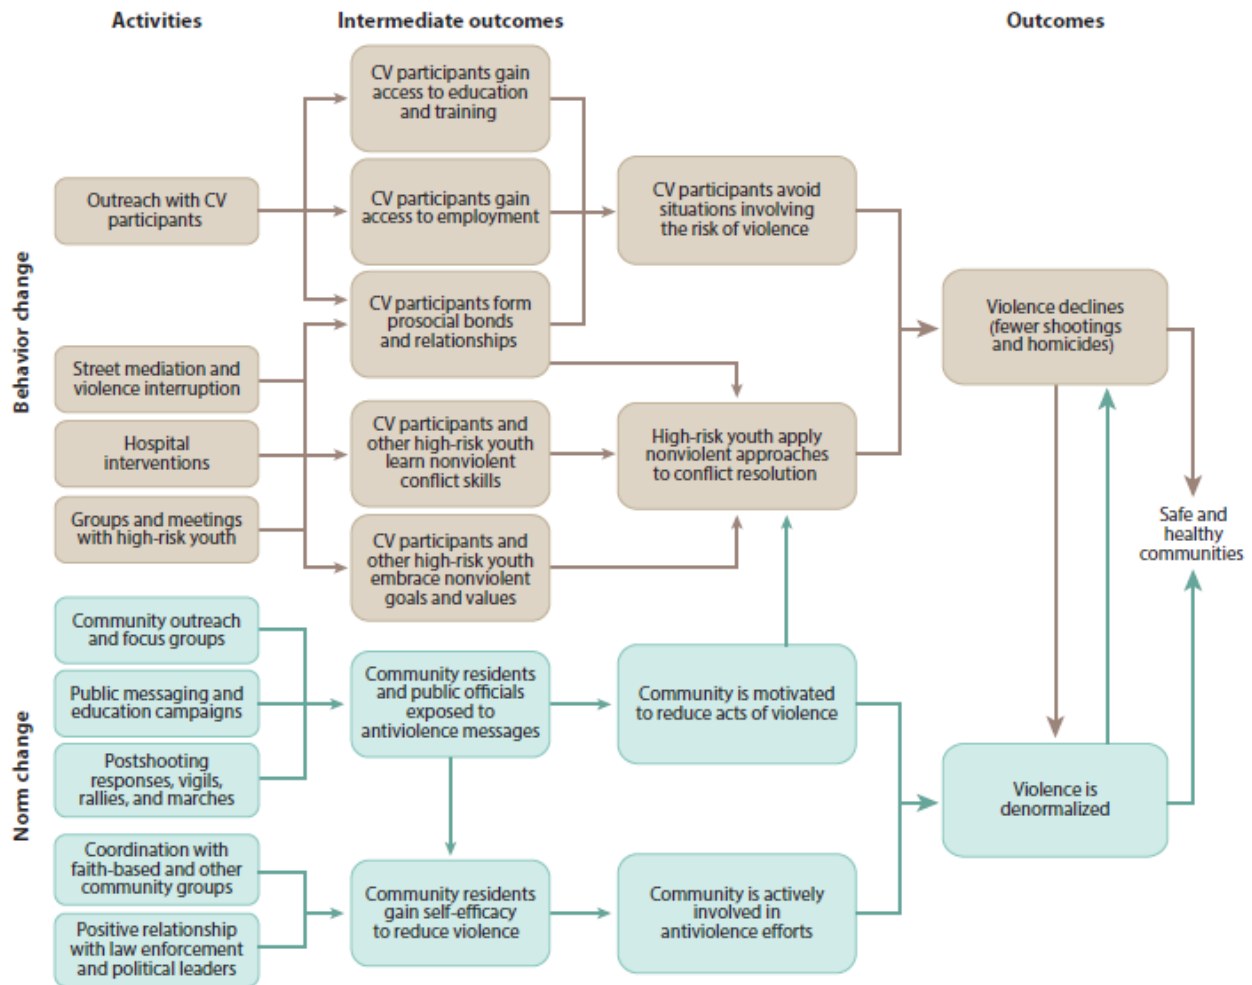 Activities
Intermediate outcomes
Outcomes
Behavior change
Norm change
Outreach with CV
participants
Street mediation and
violence interruption
Hospital
interventions
Groups and meetings
with high-risk youth
Community outreach
and focus groups
Public messaging and
education campaigns
Postshooting
responses, vigils,
rallies, and marches
Coordination with
faith-based and other
community groups
Positive relationship
with law enforcement
and political leaders
CV participants gain
access to education
and training
CV participants gain
access to employment
CV participants form
prosocial bonds
and relationships
CV participants and
other high-risk youth
learn nonviolent
conflict skills
CV participants and
other high-risk youth
embrace nonviolent
goals and values
Community residents
and public officials
exposed to
antiviolence messages
Community residents
gain self-efficacy
to reduce violence
CV participants avoid
situations involving
the risk of violence
High-risk youth apply
nonviolent approaches
to conflict resolution
Community is motivated
to reduce acts of violence
Community is actively
involved in
antiviolence efforts
Violence declines
(fewer shootings
and homicides)
Violence is
denormalized
Safe and
healthy
communities